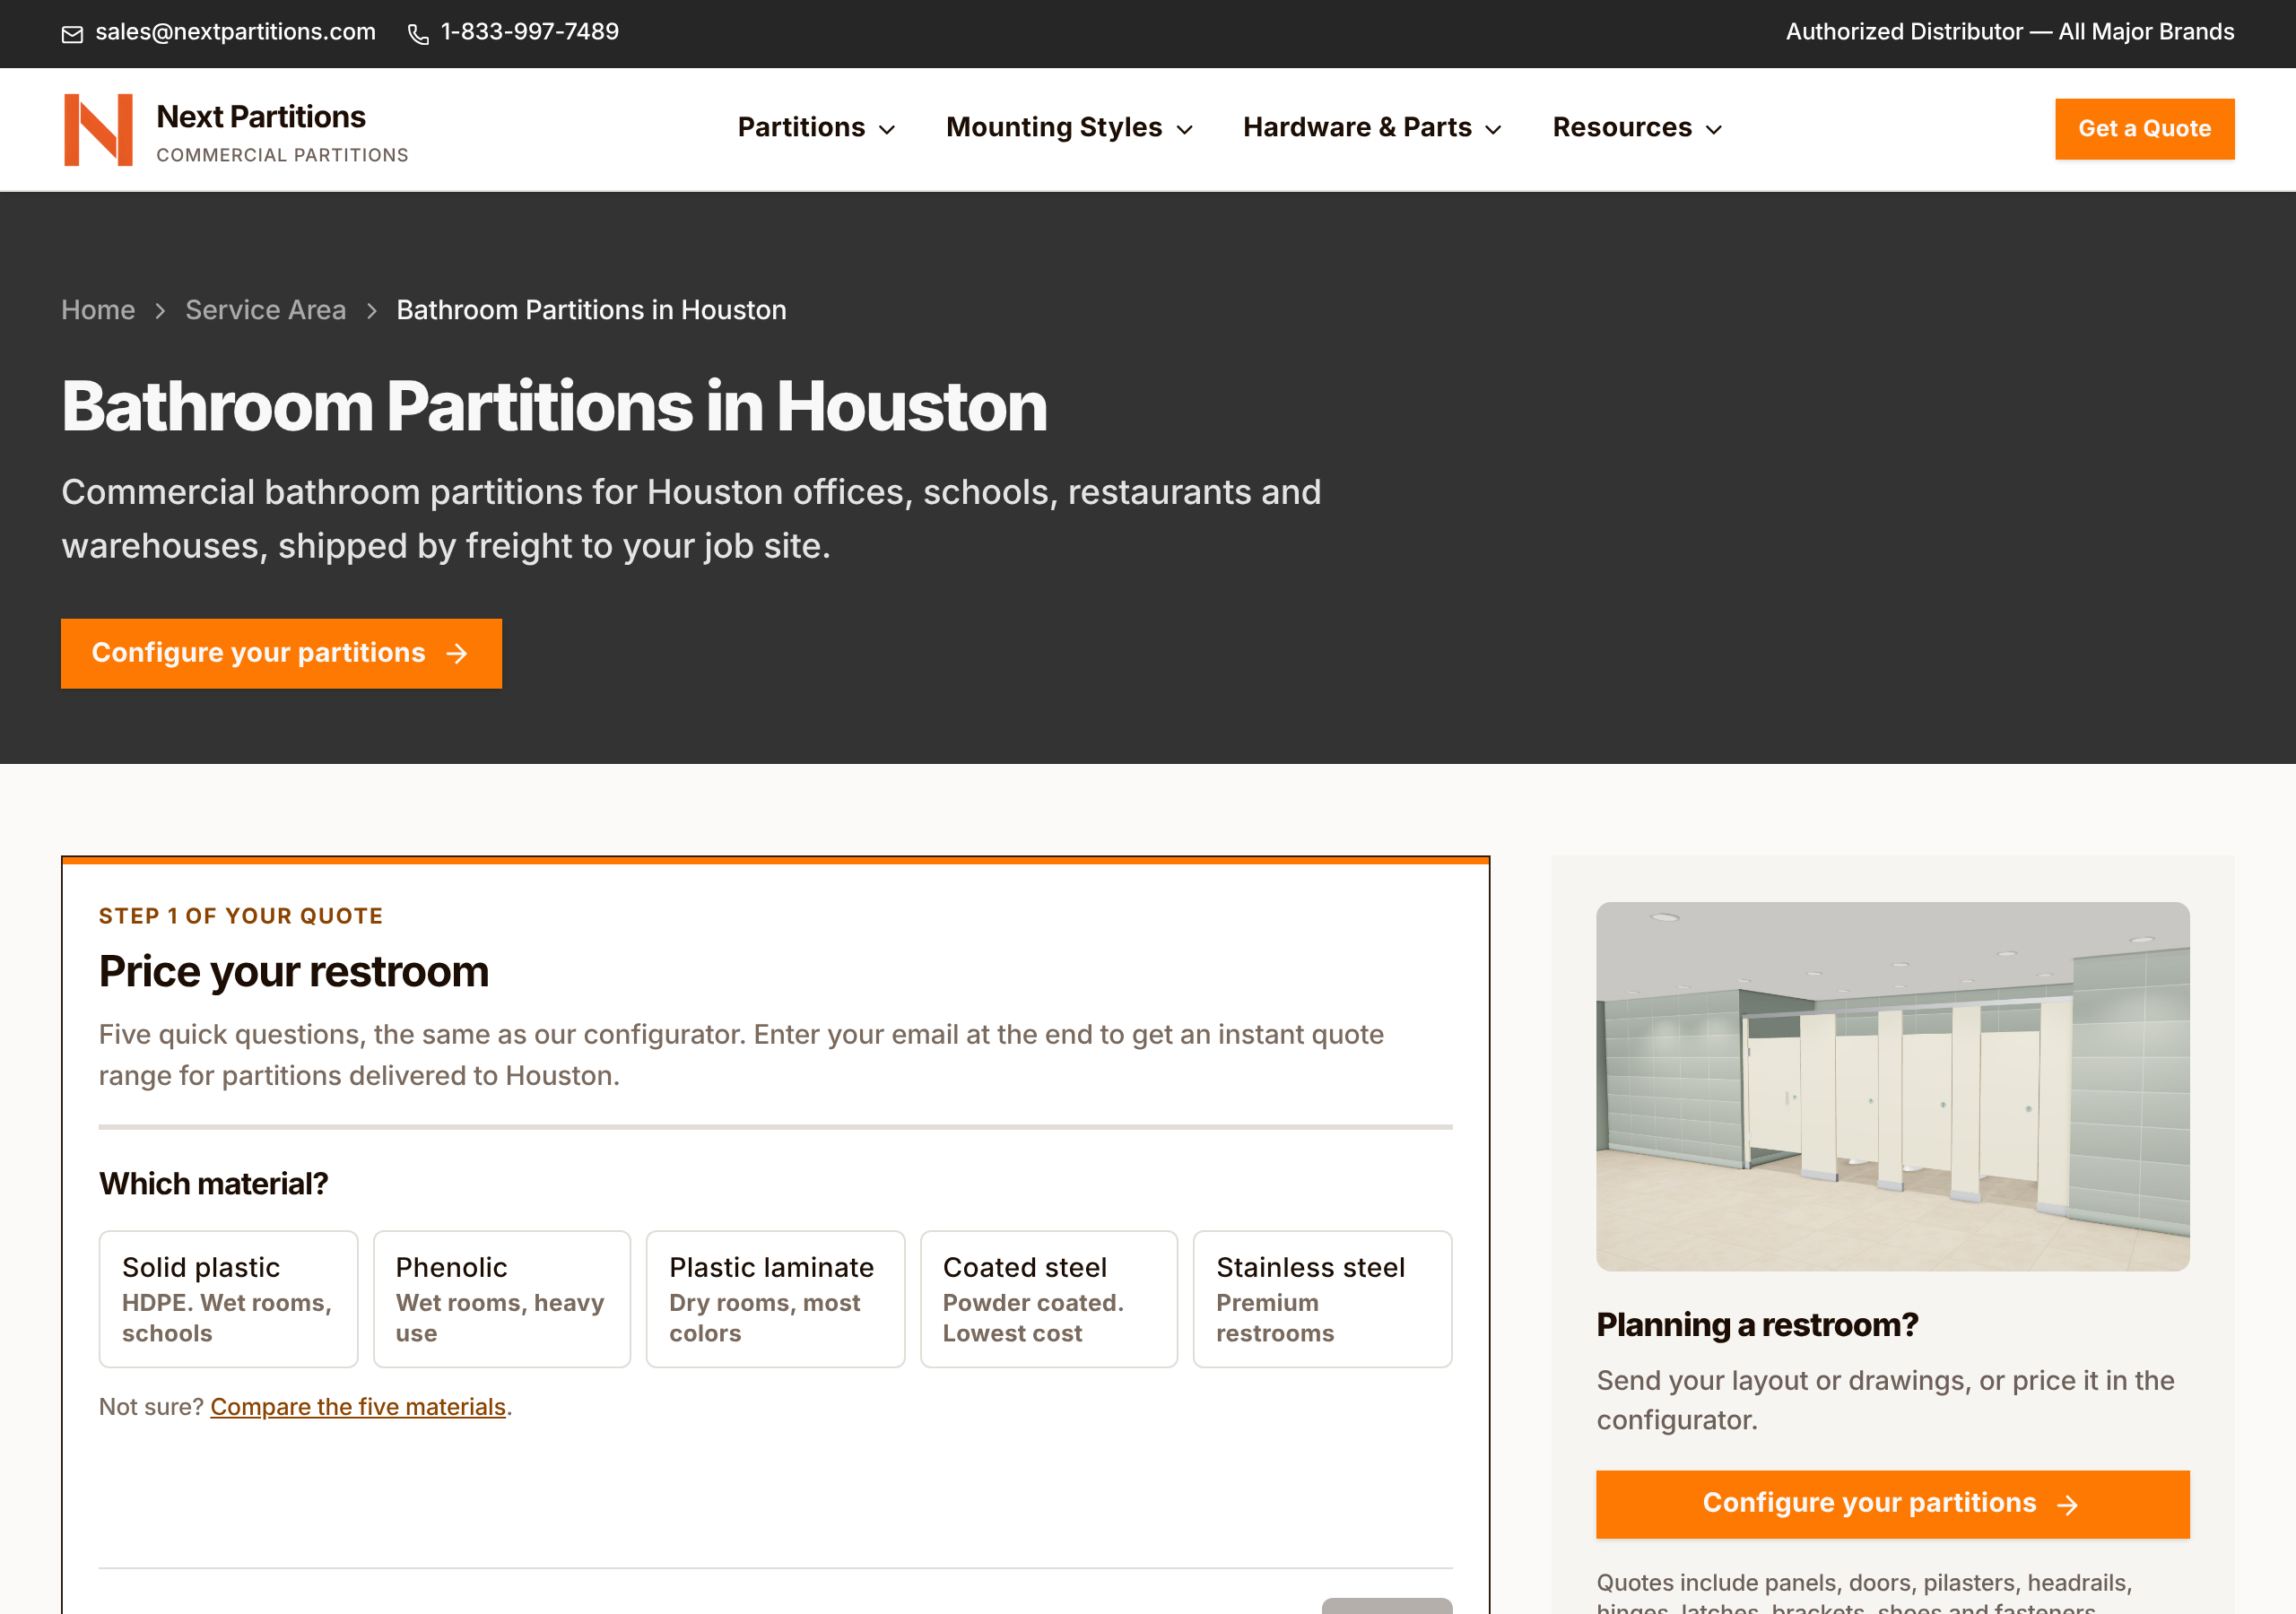 sales@nextpartitions.com 1-833-997-7489 Authorized Distributor — All Major Brands
Next Partitions
COMMERCIAL PARTITIONS
Partitions Mounting Styles Hardware & Parts Resources
Get a Quote
Home > Service Area > Bathroom Partitions in Houston
Bathroom Partitions in Houston
Commercial bathroom partitions for Houston offices, schools, restaurants and
warehouses, shipped by freight to your job site.
Configure your partitions →
STEP 1 OF YOUR QUOTE
Price your restroom
Five quick questions, the same as our configurator. Enter your email at the end to get an instant quote
range for partitions delivered to Houston.
Which material?
Solid plastic
HDPE. Wet rooms,
schools
Phenolic
Wet rooms, heavy
use
Plastic laminate
Dry rooms, most
colors
Coated steel
Powder coated.
Lowest cost
Stainless steel
Premium
restrooms
Not sure? Compare the five materials.
Planning a restroom?
Send your layout or drawings, or price it in the
configurator.
Configure your partitions →
Quotes include panels, doors, pilasters, headrails,
hinges, latches, brackets, shoes and fasteners